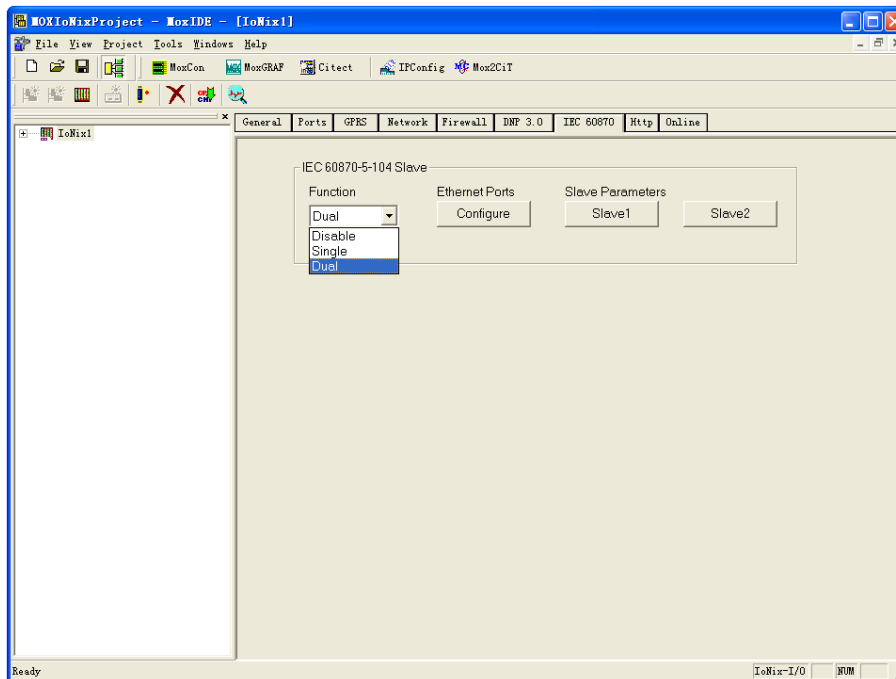 MOXIoNixProject - MoxIDE - [IoNix1]
File View Project Tools Windows Help
MoxCon MoxGRAF Citect IPConfig Mox2CiT
IoNix1
General Ports GPRS Network Firewall DNP 3.0 IEC 60870 Http Online
IEC 60870-5-104 Slave
Function Ethernet Ports Slave Parameters
Dual Configure Slave1 Slave2
Disable
Single
Dual
Ready IoNix-I/O NUM